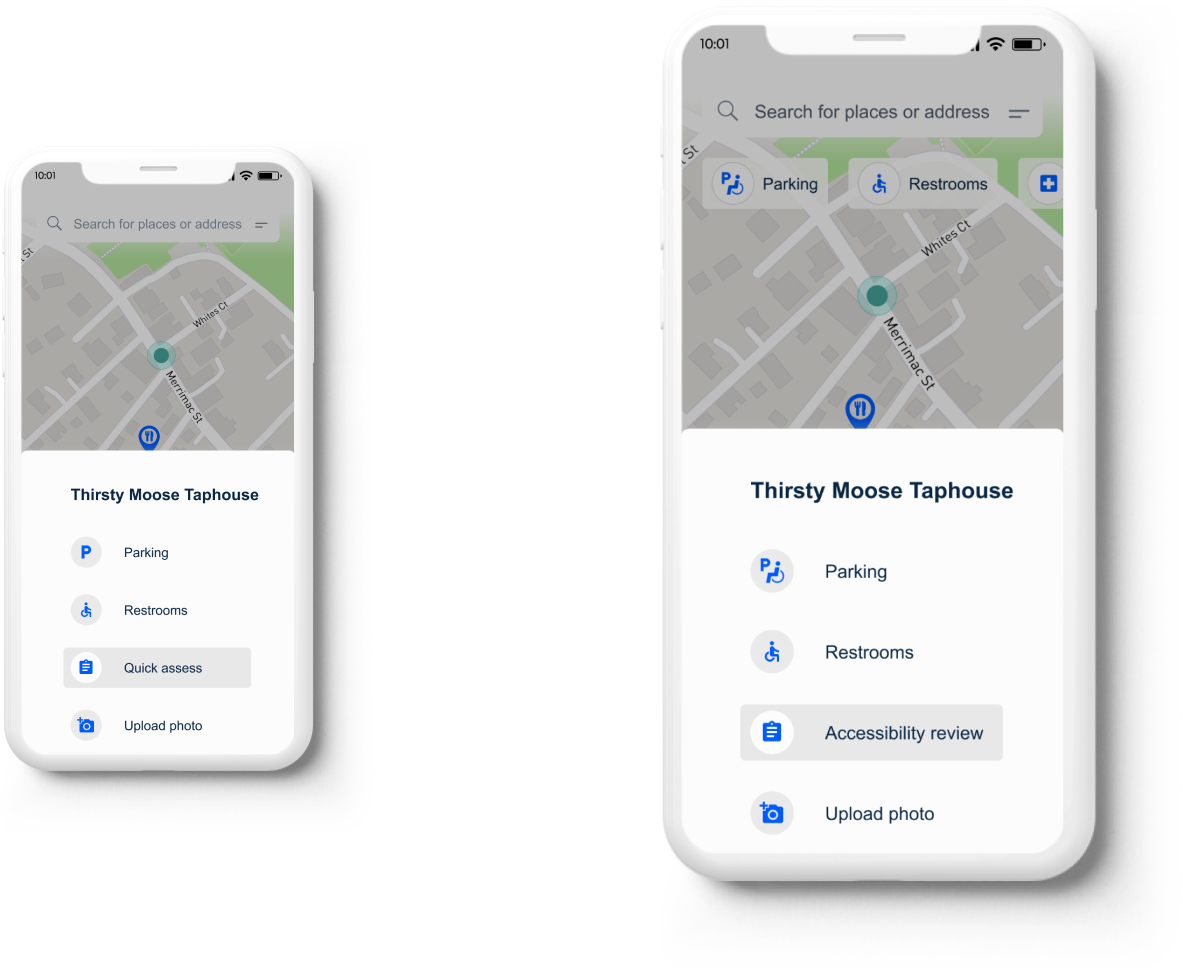 10:01
Search for places or address
St
Whites Ct
Merrimac St
Thirsty Moose Taphouse
P
Parking
Restrooms
Quick assess
Upload photo
10:01
Search for places or address
St
P
Parking
Restrooms
Whites Ct
Merrimac St
Thirsty Moose Taphouse
P
Parking
Restrooms
Accessibility review
Upload photo